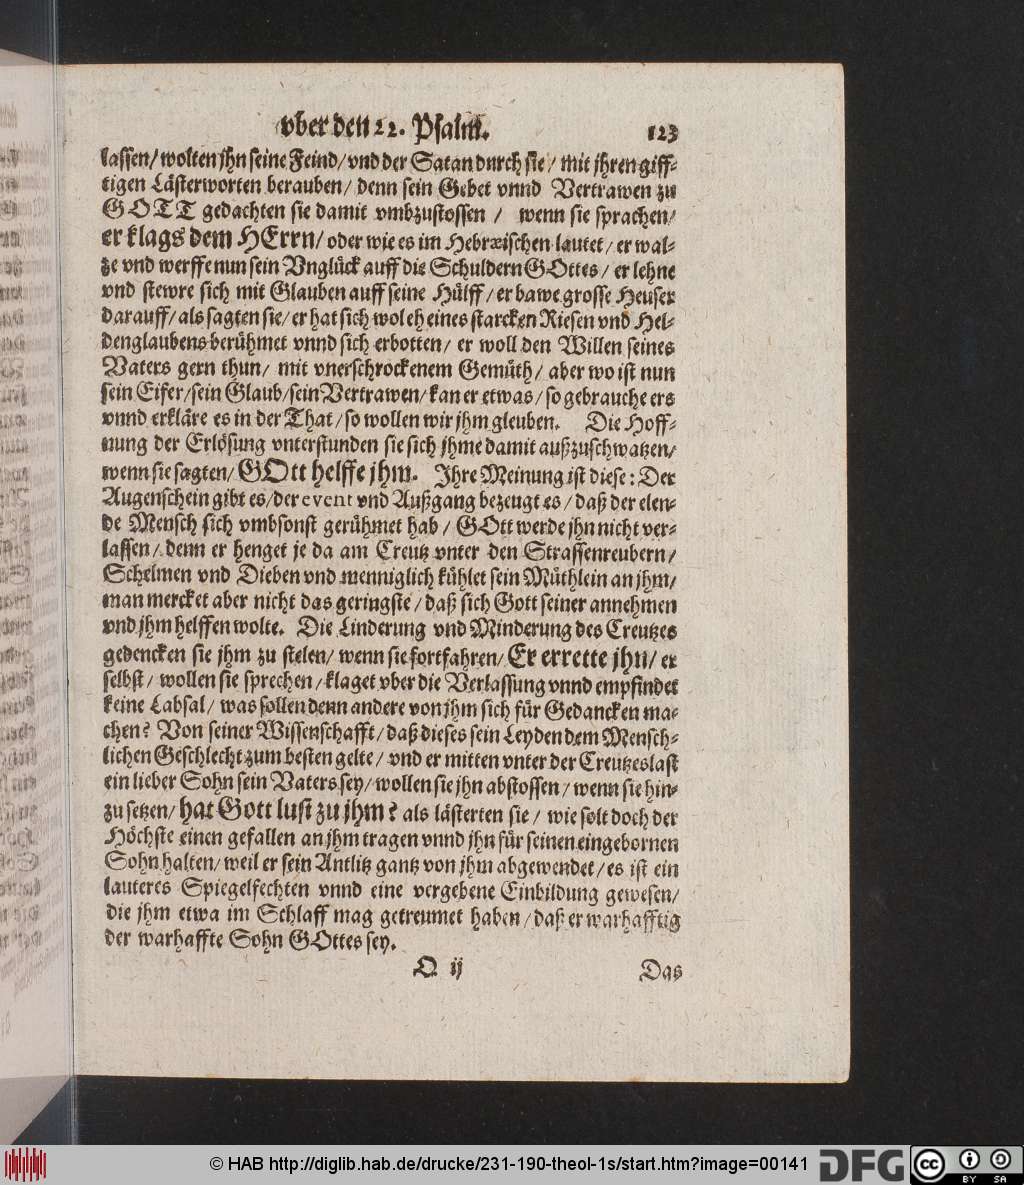 vber den 22. Psalm. 123
lassen/ wolten jhn seine Feind/ vnd der Satan durch sie/ mit jhren giff-
tigen Lästerworten berauben/ denn sein Gebet vnnd Vertrawen zu
GOTT gedachten sie damit vmbzustossen / wenn sie sprachen/
er klags dem HErrn/ oder wie es im Hebræischen lautet/ er wal-
ze vnd werffe nun sein Vnglück auff die Schuldern GOttes/ er lehne
vnd stewre sich mit Glauben auff seine Hülff/ er bawe grosse Heuser
darauff/ als sagten sie/ er hat sich wol eh eines starcken Riesen vnd Hel-
denglaubens berühmet vnnd sich erbotten/ er woll den Willen seines
Vaters gern thun/ mit vnerschrockenem Gemüth/ aber wo ist nun
sein Eifer/ sein Glaub/ sein Vertrawen/ kan er etwas/ so gebrauche ers
vnnd erkläre es in der That/ so wollen wir jhm gleuben. Die Hoff-
nung der Erlösung vnterstunden sie sich jhme damit außzuschwatzen/
wenn sie sagten/ GOtt helffe jhm. Ihre Meinung ist diese: Der
Augenschein gibt es/ der event vnd Außgang bezeugt es/ daß der elen-
de Mensch sich vmbsonst gerühmet hab/ GOtt werde jhn nicht ver-
lassen/ denn er henget je da am Creutz vnter den Strassenreubern/
Schelmen vnd Dieben vnd menniglich kühlet sein Müthlein an jhm/
man mercket aber nicht das geringste/ daß sich Gott seiner annehmen
vnd jhm helffen wolte. Die Linderung vnd Minderung des Creutzes
gedencken sie jhm zu stelen/ wenn sie fortfahren/ Er errette jhn/ er
selbst/ wollen sie sprechen/ klaget vber die Verlassung vnnd empfindet
keine Labsal/ was sollen denn andere von jhm sich für Gedancken ma-
chen? Von seiner Wissenschafft/ daß dieses sein Leyden dem Mensch-
lichen Geschlecht zum besten gelte/ vnd er mitten vnter der Creutzeslast
ein lieber Sohn sein Vaters sey/ wollen sie jhn abstossen/ wenn sie hin-
zu setzen/ hat Gott lust zu jhm? als lästerten sie/ wie solt doch der
Höchste einen gefallen an jhm tragen vnnd jhn für seinen eingebornen
Sohn halten/ weil er sein Antlitz gantz von jhm abgewendet/ es ist ein
lauteres Spiegelfechten vnnd eine vergebene Einbildung gewesen/
die jhm etwa im Schlaff mag getreumet haben/ daß er warhafftig
der warhaffte Sohn GOttes sey.
Q ij Das
© HAB http://diglib.hab.de/drucke/231-190-theol-1s/start.htm?image=00141 DFG cc BY SA